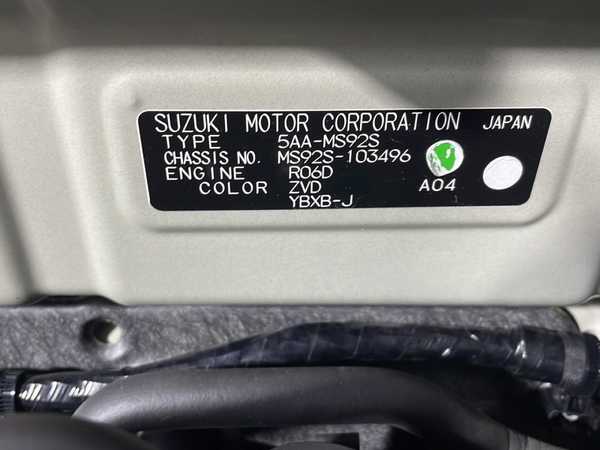 SUZUKI MOTOR CORPORATION JAPAN
TYPE 5AA-MS92S
CHASSIS NO. MS92S-103496
ENGINE R06D
COLOR ZVD A04
YBXB-J